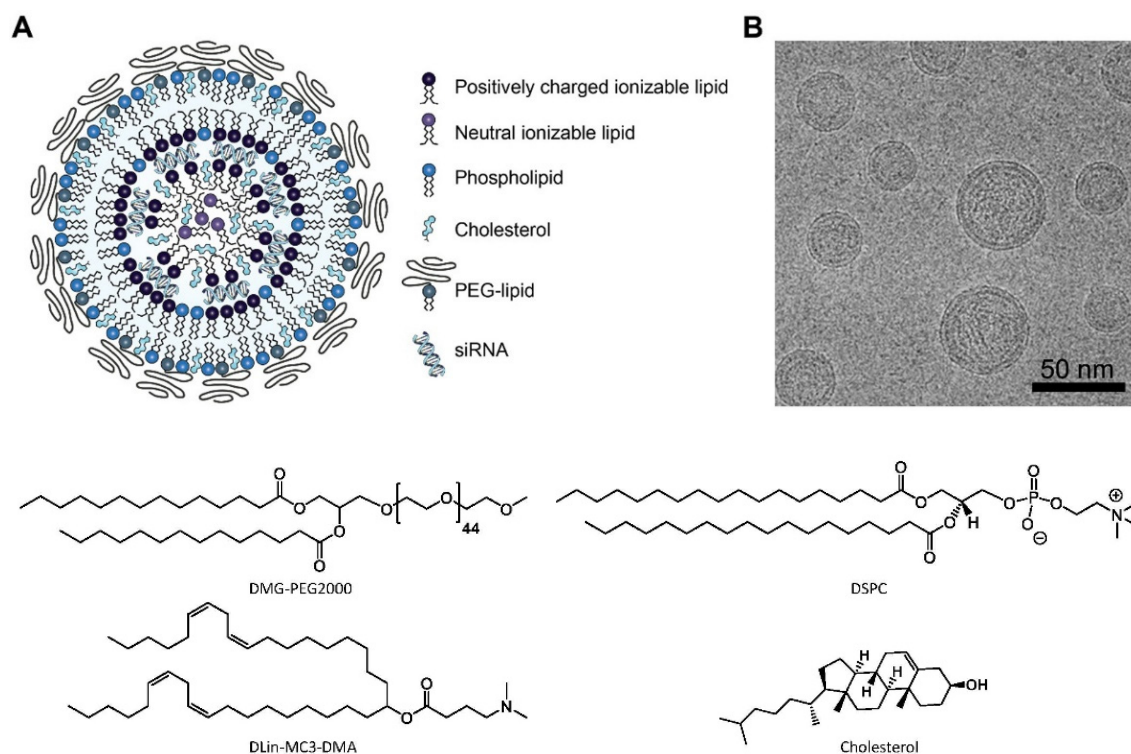 A
B
Positively charged ionizable lipid
Neutral ionizable lipid
Phospholipid
Cholesterol
PEG-lipid
siRNA
50 nm
O
O
O
O
O
O
O
44
DMG-PEG2000
O
O
O
O
H
O
P
O
O
⊖
O
N
⊕
DSPC
O
O
N
DLin-MC3-DMA
H
H
H
OH
Cholesterol